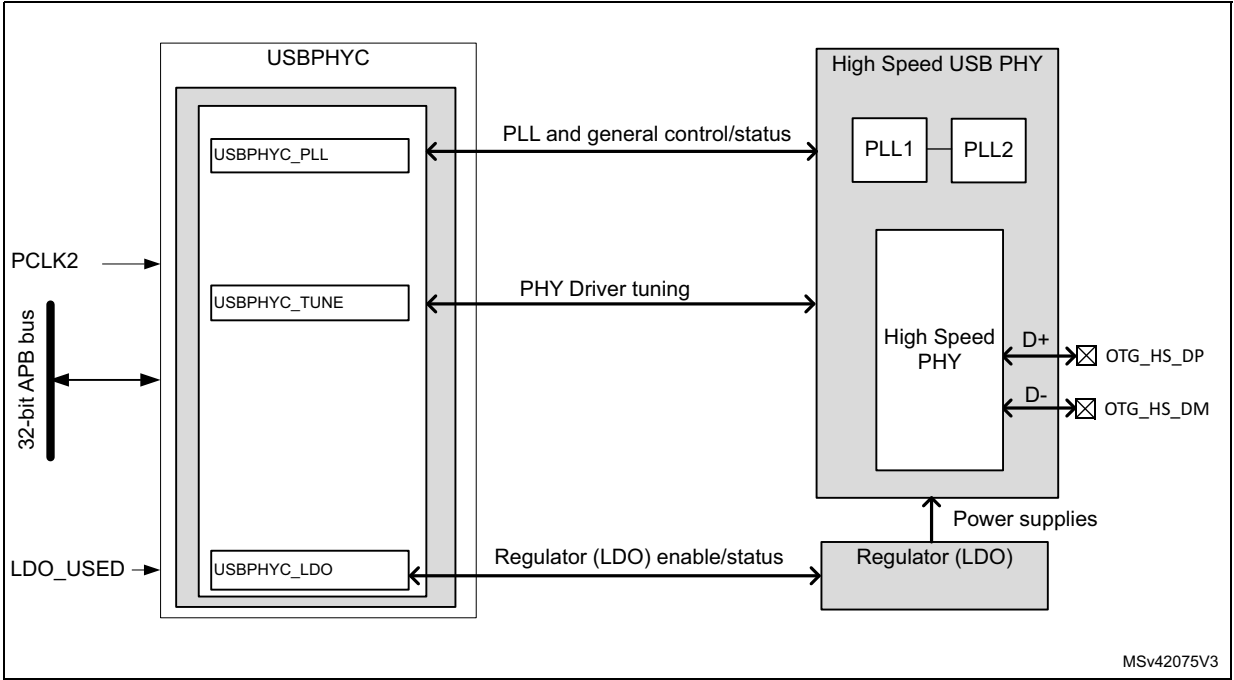 USBPHYC
High Speed USB PHY
PLL and general control/status
USBPHYC_PLL
PLL1
PLL2
PCLK2
PHY Driver tuning
USBPHYC_TUNE
32-bit APB bus
High Speed
PHY
D+
OTG_HS_DP
D-
OTG_HS_DM
Power supplies
LDO_USED
USBPHYC_LDO
Regulator (LDO) enable/status
Regulator (LDO)
MSv42075V3